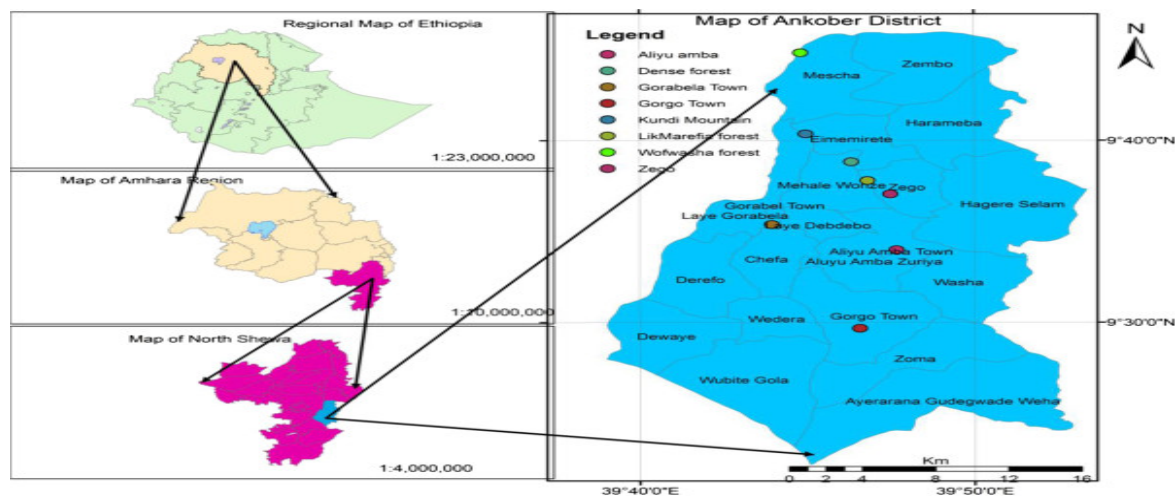 Regional Map of Ethiopia
1:23,000,000
Map of Amhara Region
1:10,000,000
Map of North Shewa
1:4,000,000
Map of Ankober District
Legend
Aliyu amba
Dense forest
Gorabela Town
Gorgo Town
Kundi Mountain
LikMarefia forest
Wofwasha forest
Zego
N
Zembo
Mescha
Harameba
Eimemirete
Mehale Wonze
Zego
Gorabel Town
Hagere Selam
Laye Gorabela
Laye Debdebo
Aliyu Amba Town
Chefa
Aluyu Amba Zuriya
Derefo
Washa
Wedera
Gorgo Town
Dewaye
Zoma
Wubite Gola
Ayerarana Gudegwade Weha
9°40'0"N
9°30'0"N
Km
0 2 4 8 12 16
39°40'0"E
39°50'0"E